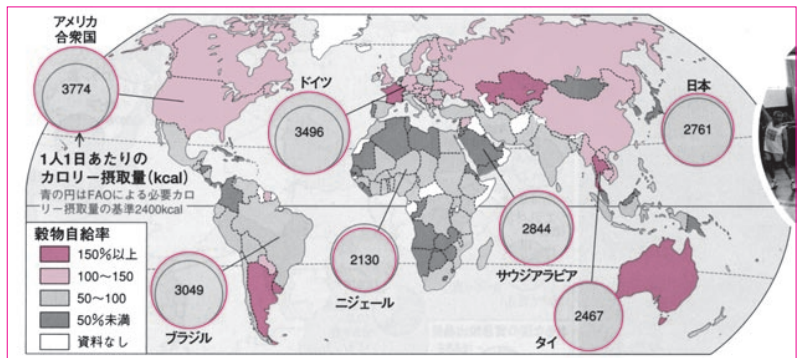 アメリカ
合衆国
3774
1人1日あたりの
カロリー摂取量(kcal)
青の円はFAOによる必要カロ
リー摂取量の基準2400kcal
穀物自給率
150%以上
100〜150
50〜100
50%未満
資料なし
ドイツ
3496
日本
2761
3049
ブラジル
2130
ニジェール
2844
サウジアラビア
2467
タイ